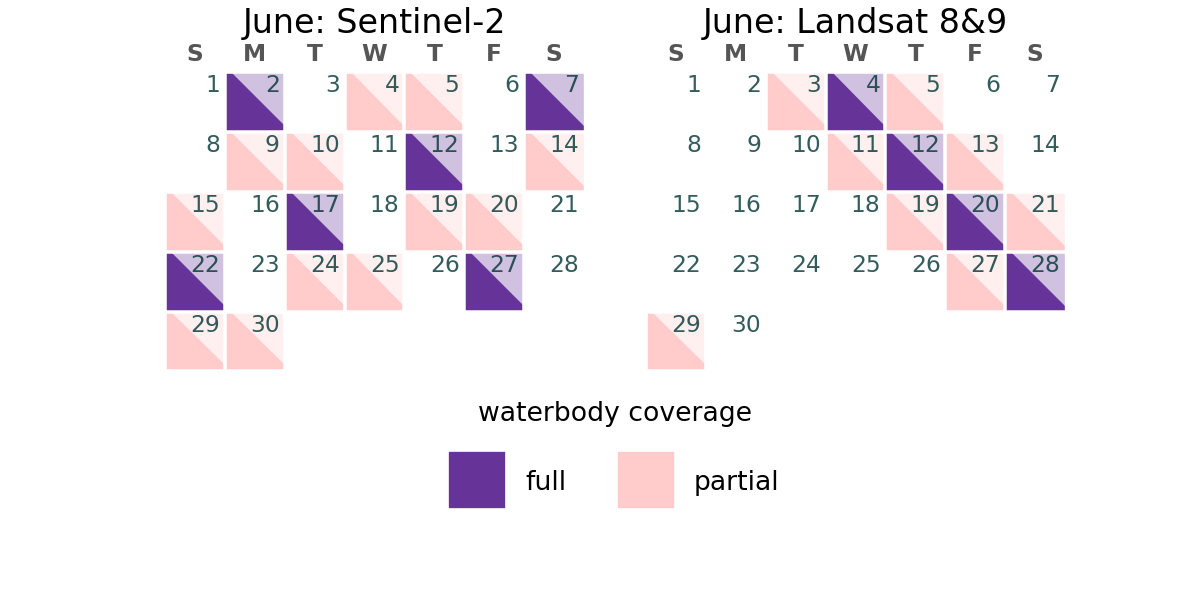 June: Sentinel-2
S M T W T F S
1 2 3 4 5 6 7
8 9 10 11 12 13 14
15 16 17 18 19 20 21
22 23 24 25 26 27 28
29 30
June: Landsat 8&9
S M T W T F S
1 2 3 4 5 6 7
8 9 10 11 12 13 14
15 16 17 18 19 20 21
22 23 24 25 26 27 28
29 30
waterbody coverage
full partial